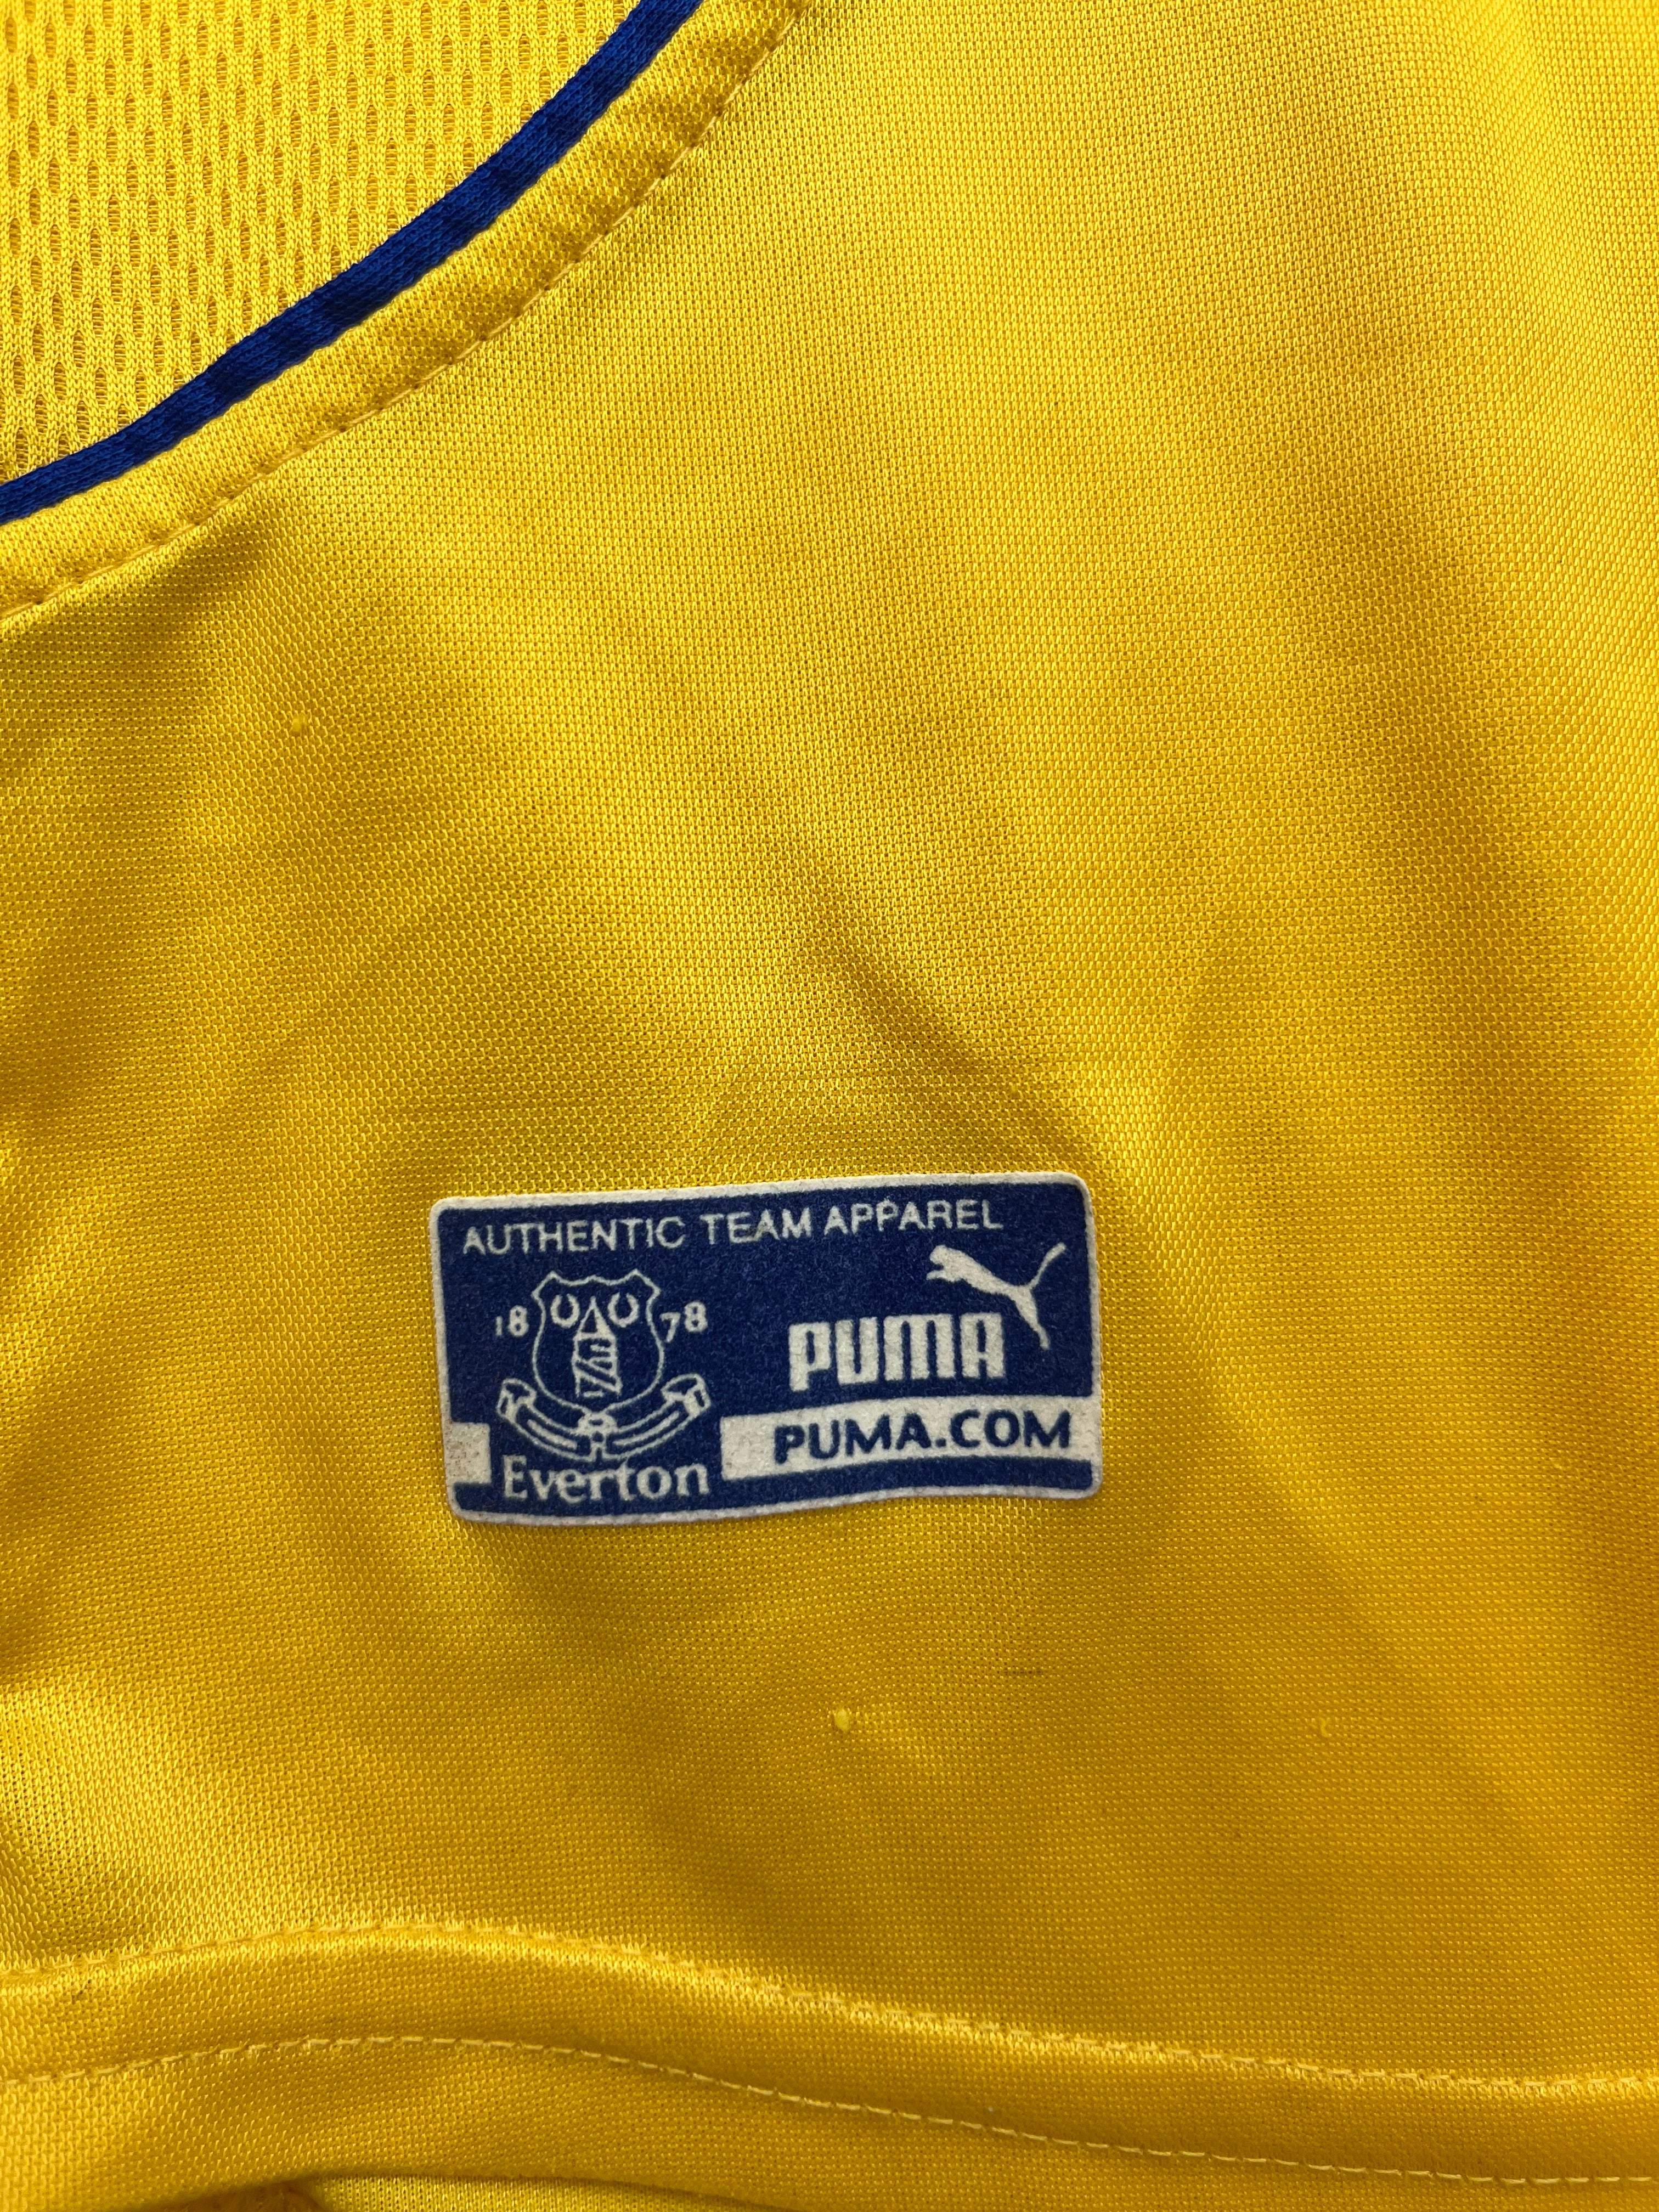 AUTHENTIC TEAM APPAREL
18 78
PUMA
PUMA.COM
Everton